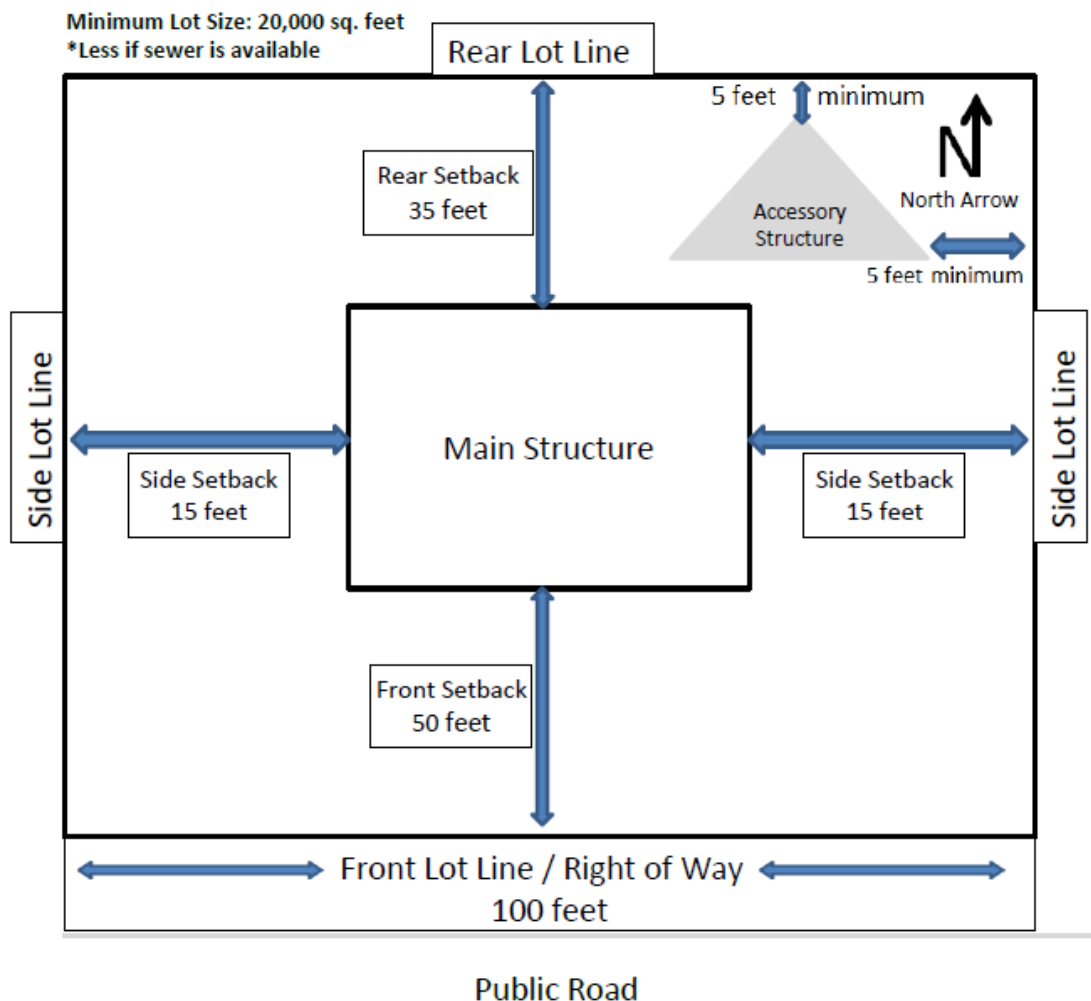 Minimum Lot Size: 20,000 sq. feet
*Less if sewer is available
Rear Lot Line
5 feet minimum
N
North Arrow
Rear Setback
35 feet
Accessory
Structure
5 feet minimum
Side Lot Line
Main Structure
Side Lot Line
Side Setback
15 feet
Side Setback
15 feet
Front Setback
50 feet
Front Lot Line / Right of Way
100 feet
Public Road